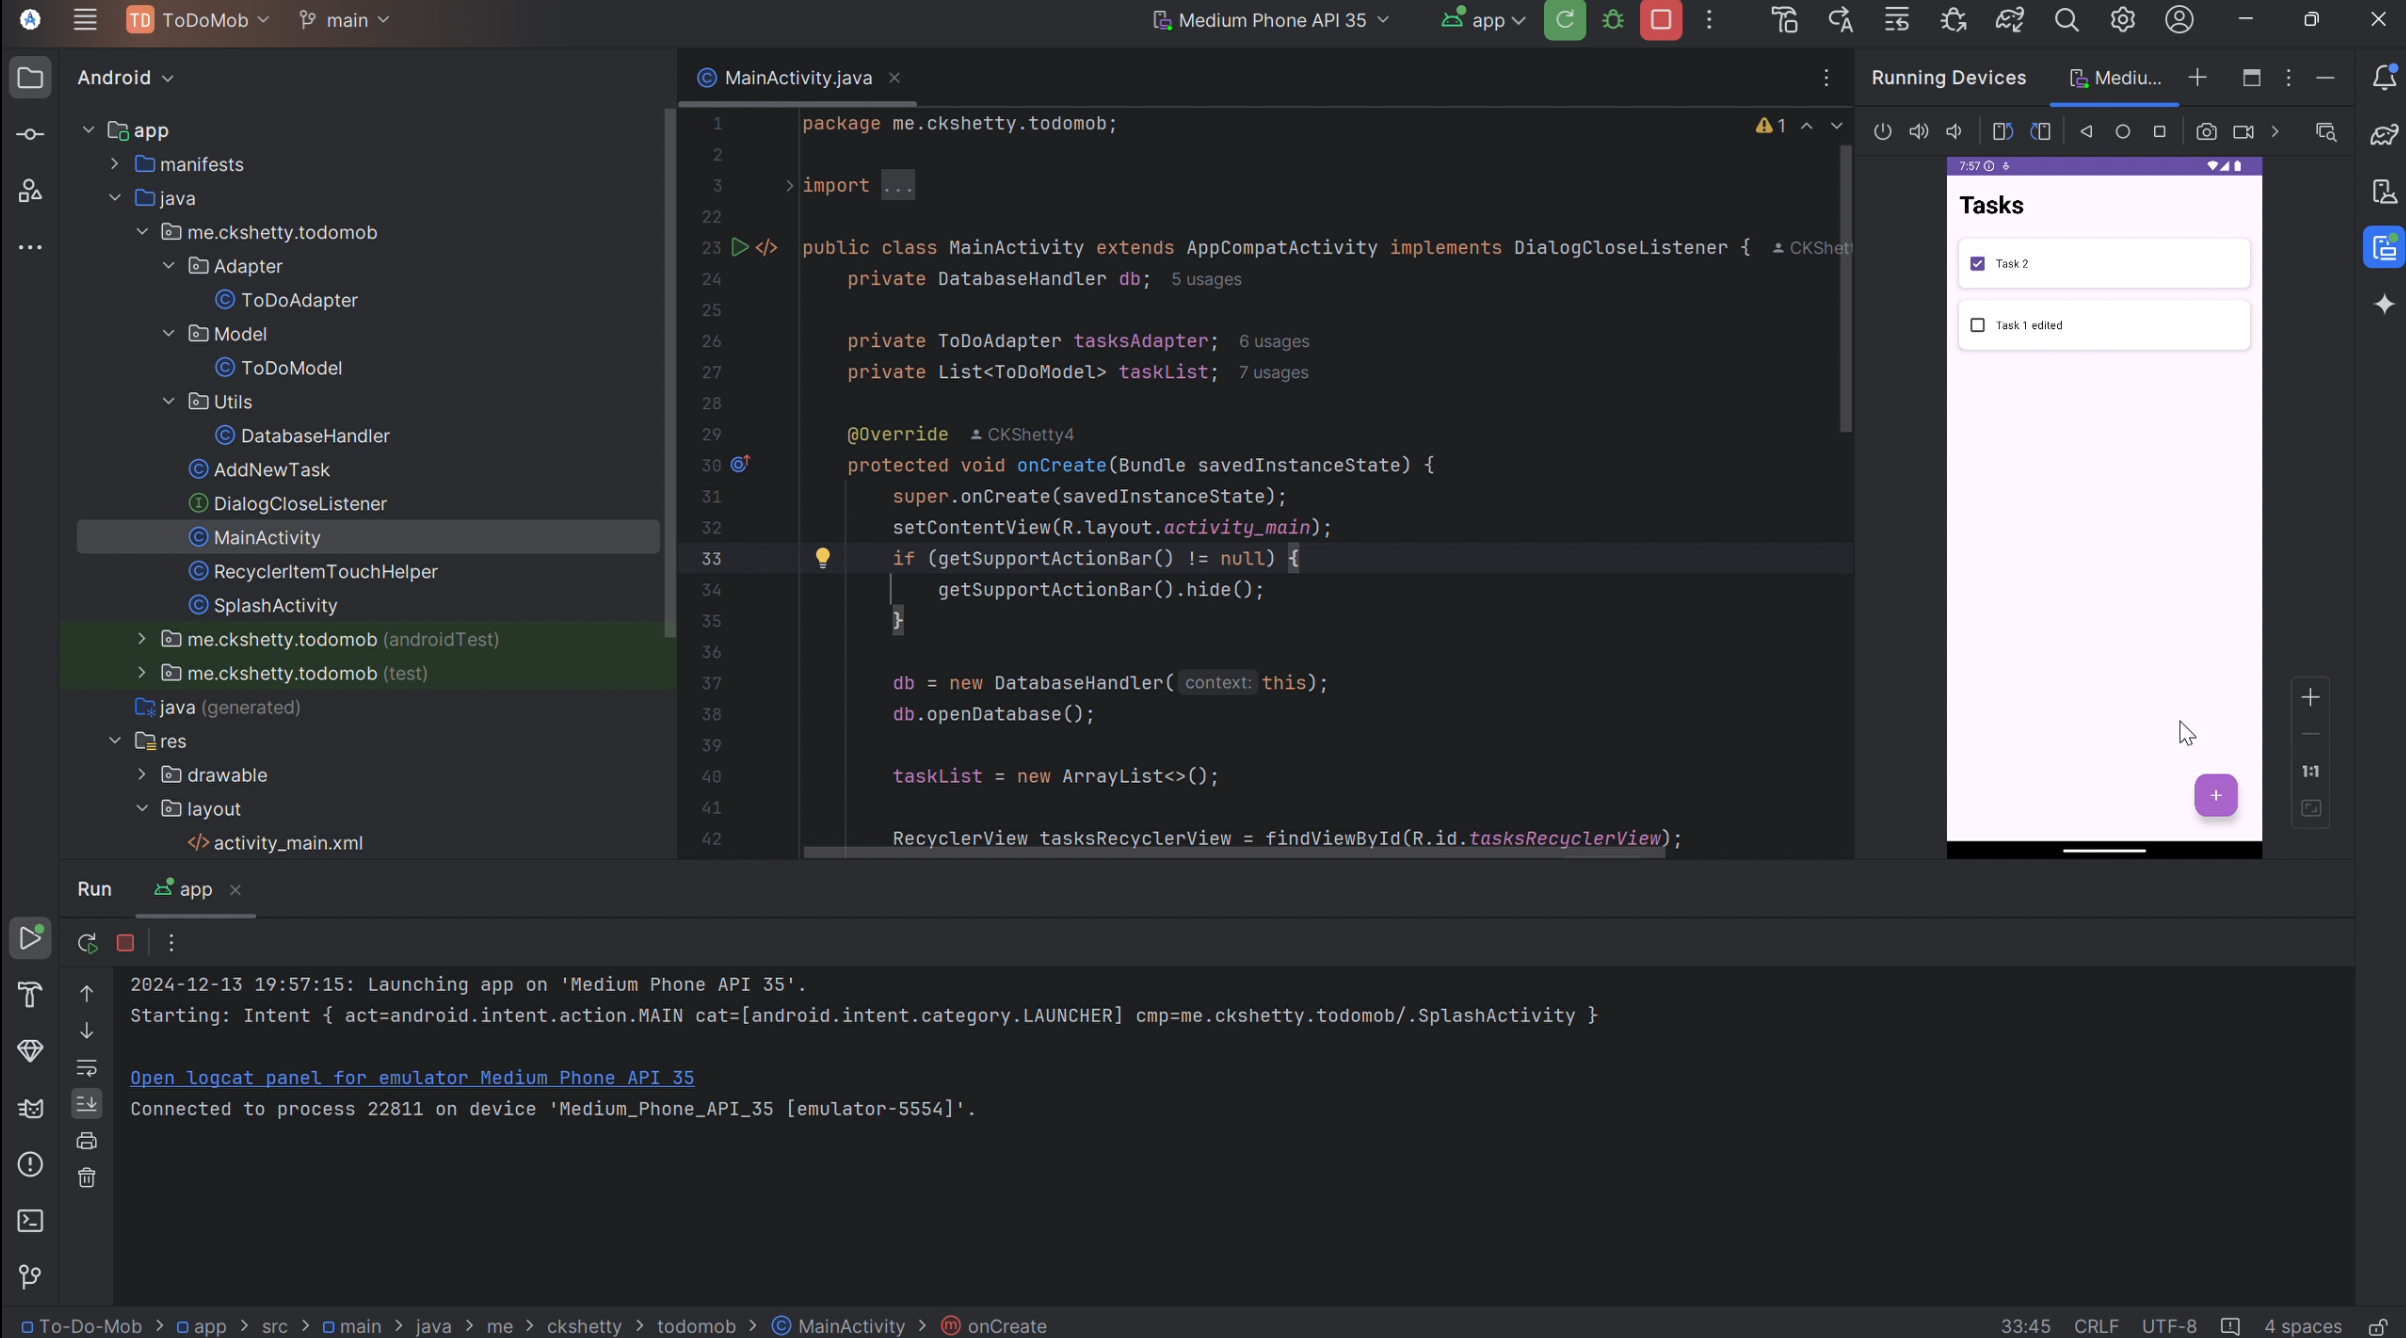 TD ToDoMob main Medium Phone API 35 app
Android
app
manifests
java
me.ckshetty.todomob
Adapter
ToDoAdapter
Model
ToDoModel
Utils
DatabaseHandler
AddNewTask
DialogCloseListener
MainActivity
RecyclerItemTouchHelper
SplashActivity
me.ckshetty.todomob (androidTest)
me.ckshetty.todomob (test)
java (generated)
res
drawable
layout
activity_main.xml
MainActivity.java
1 package me.ckshetty.todomob;
2
3 import ...
22
23 public class MainActivity extends AppCompatActivity implements DialogCloseListener { CKShett
24 private DatabaseHandler db; 5 usages
25
26 private ToDoAdapter tasksAdapter; 6 usages
27 private List<ToDoModel> taskList; 7 usages
28
29 @Override CKShetty4
30 protected void onCreate(Bundle savedInstanceState) {
31 super.onCreate(savedInstanceState);
32 setContentView(R.layout.activity_main);
33 if (getSupportActionBar() != null) {
34 getSupportActionBar().hide();
35 }
36
37 db = new DatabaseHandler( context: this);
38 db.openDatabase();
39
40 taskList = new ArrayList<>();
41
42 RecyclerView tasksRecyclerView = findViewById(R.id.tasksRecyclerView);
1
Running Devices Mediu...
7:57
Tasks
Task 2
Task 1 edited
+
1:1
Run app
2024-12-13 19:57:15: Launching app on 'Medium Phone API 35'.
Starting: Intent { act=android.intent.action.MAIN cat=[android.intent.category.LAUNCHER] cmp=me.ckshetty.todomob/.SplashActivity }
Open logcat panel for emulator Medium Phone API 35
Connected to process 22811 on device 'Medium_Phone_API_35 [emulator-5554]'.
To-Do-Mob > app > src > main > java > me > ckshetty > todomob > MainActivity > onCreate
33:45 CRLF UTF-8 4 spaces